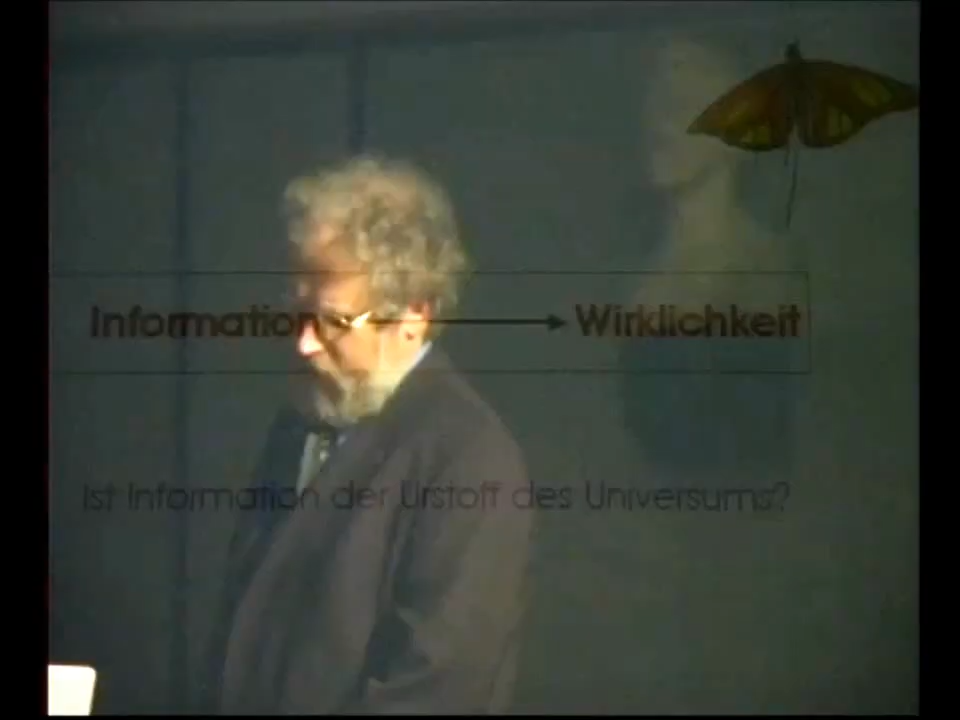 Information → Wirklichkeit
Ist Information der Urstoff des Universums?